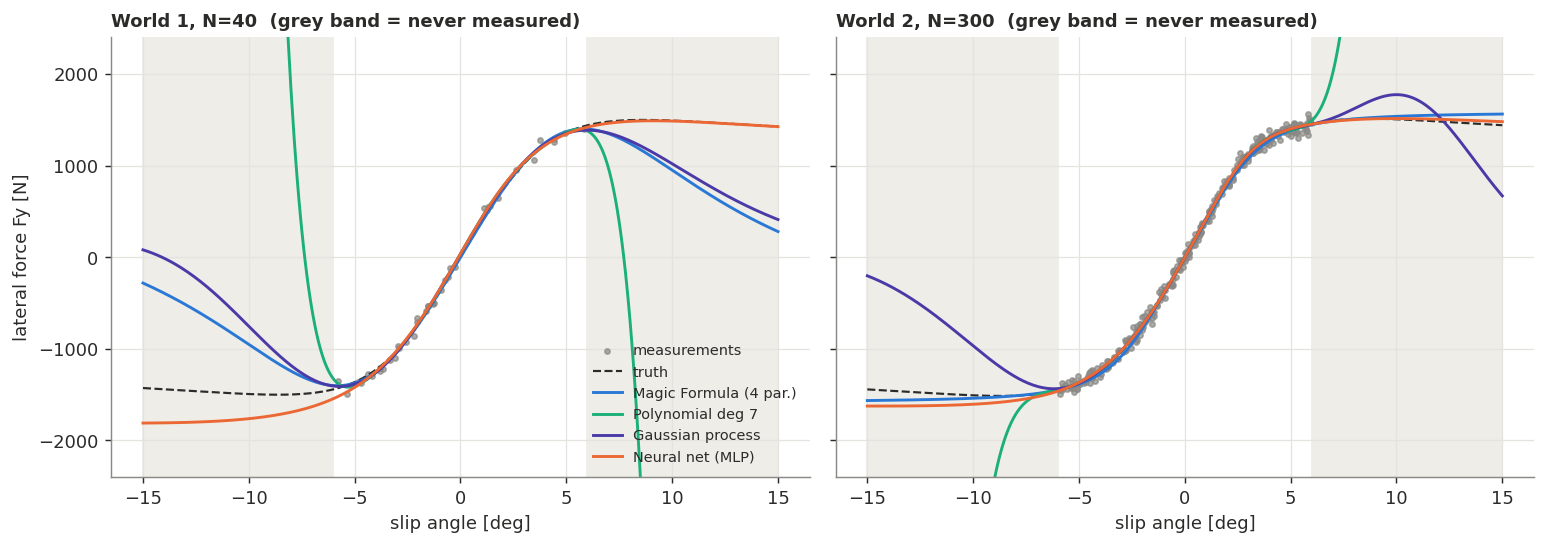 World 1, N=40  (grey band = never measured)
World 2, N=300  (grey band = never measured)
lateral force Fy [N]
2000
1000
0
−1000
−2000
measurements
truth
Magic Formula (4 par.)
Polynomial deg 7
Gaussian process
Neural net (MLP)
−15 −10 −5 0 5 10 15
−15 −10 −5 0 5 10 15
slip angle [deg]
slip angle [deg]